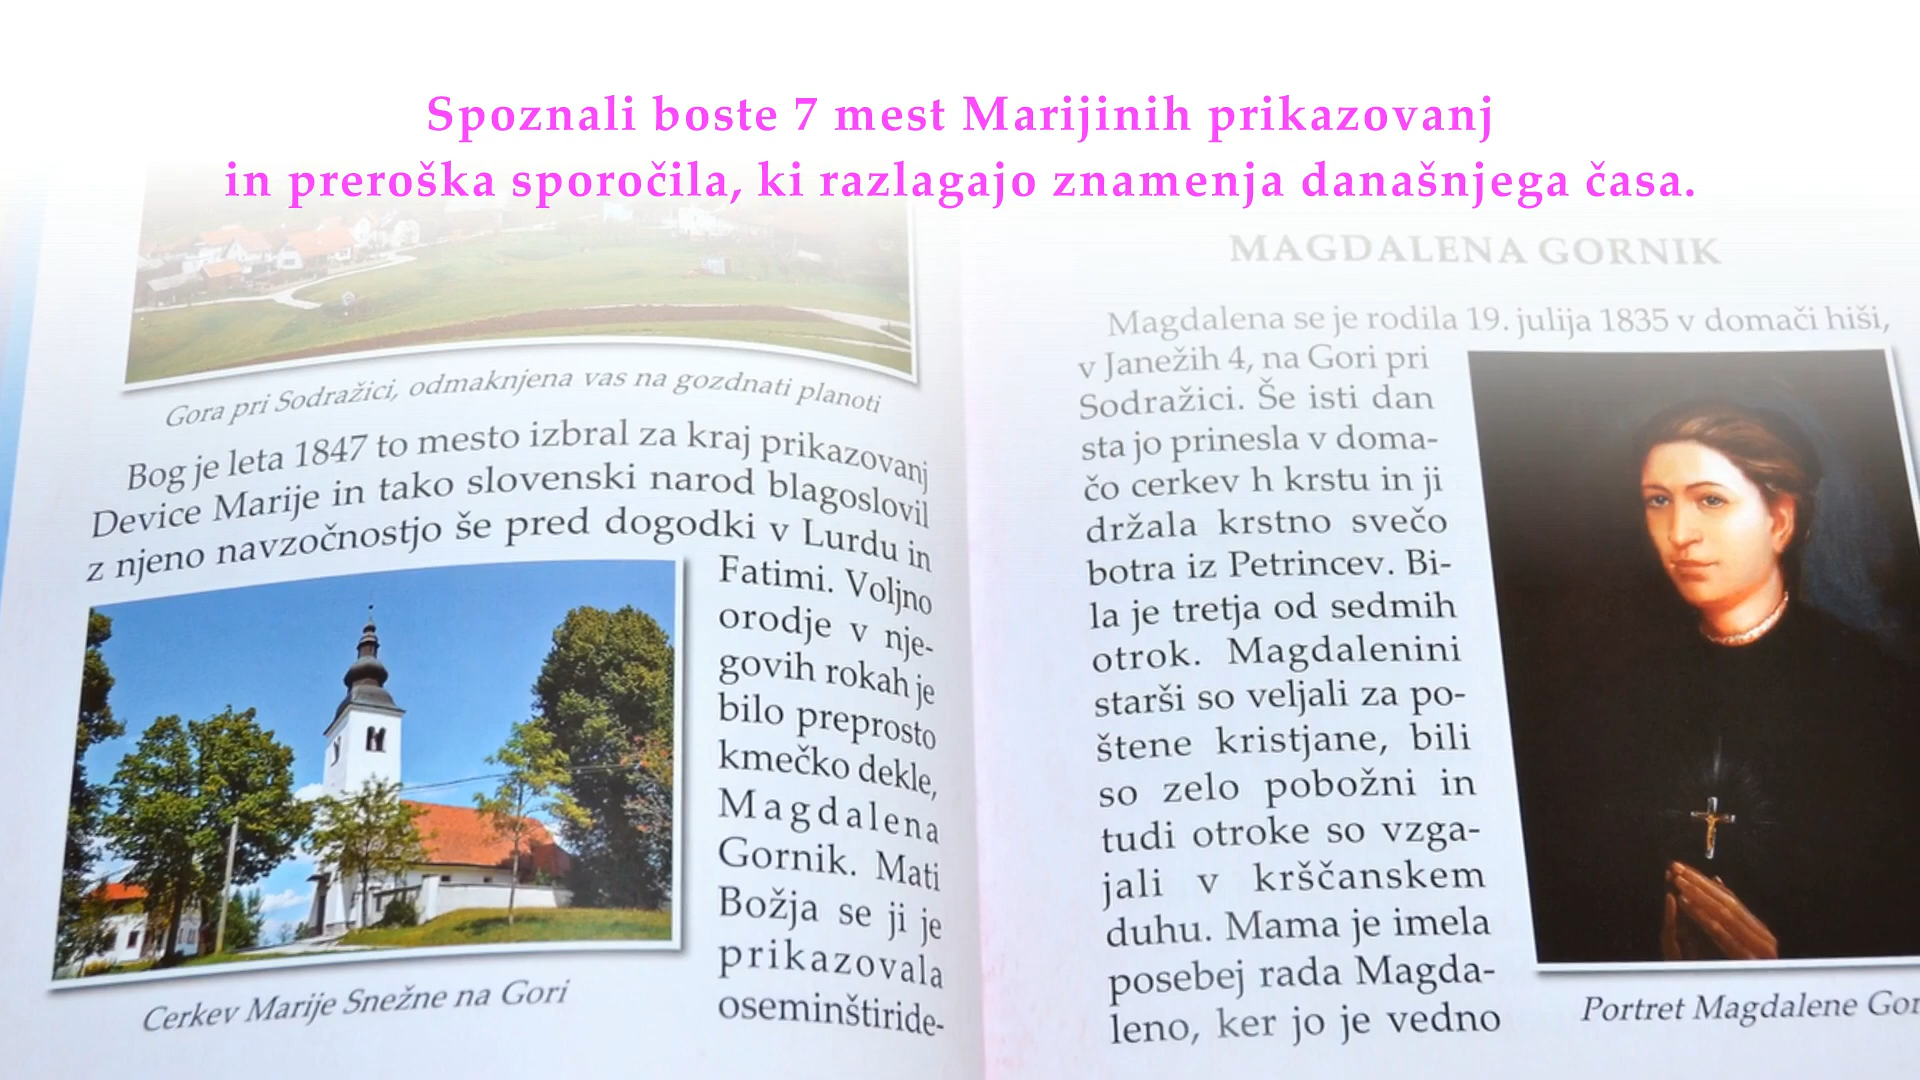 Spoznali boste 7 mest Marijinih prikazovanj
in preroška sporočila, ki razlagajo znamenja današnjega časa.
Gora pri Sodražici, odmaknjena vas na gozdnati planoti
Bog je leta 1847 to mesto izbral za kraj prikazovanj
Device Marije in tako slovenski narod blagoslovil
z njeno navzočnostjo še pred dogodki v Lurdu in
Fatimi. Voljno
orodje v nje-
govih rokah je
bilo preprosto
kmečko dekle,
Magdalena
Gornik. Mati
Božja se ji je
prikazovala
oseminštiride-
Cerkev Marije Snežne na Gori
MAGDALENA GORNIK
Magdalena se je rodila 19. julija 1835 v domači hiši,
v Janežih 4, na Gori pri
Sodražici. Še isti dan
sta jo prinesla v doma-
čo cerkev h krstu in ji
držala krstno svečo
botra iz Petrincev. Bi-
la je tretja od sedmih
otrok. Magdalenini
starši so veljali za po-
štene kristjane, bili
so zelo pobožni in
tudi otroke so vzga-
jali v krščanskem
duhu. Mama je imela
posebej rada Magda-
leno, ker jo je vedno
Portret Magdalene Gor